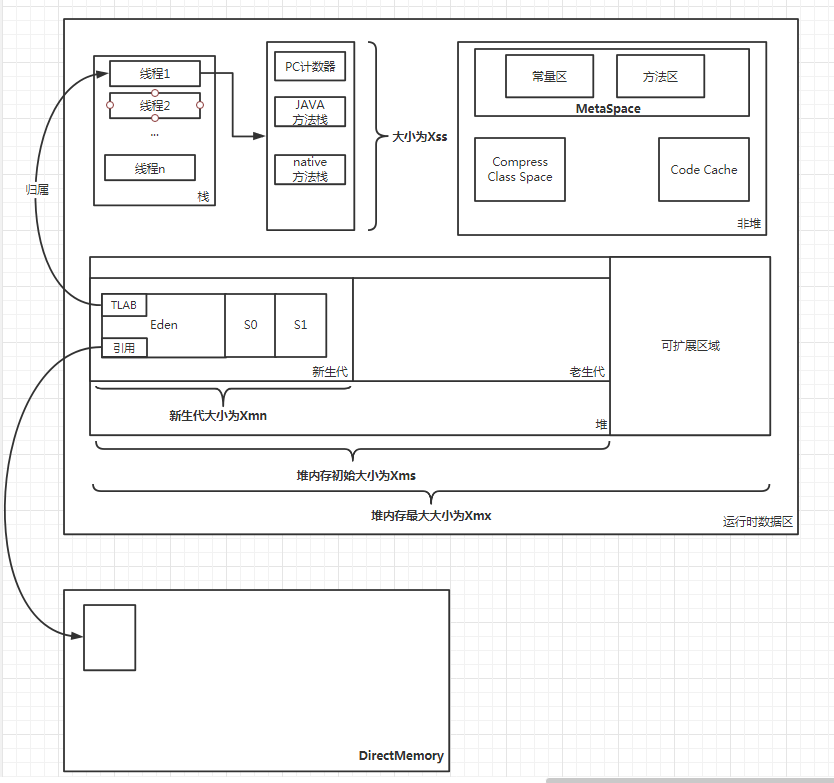 线程1
线程2
...
线程n
栈
归属
PC计数器
JAVA
方法栈
native
方法栈
大小为Xss
常量区
方法区
MetaSpace
Compress
Class Space
Code Cache
非堆
TLAB
Eden
引用
S0
S1
新生代
老生代
可扩展区域
新生代大小为Xmn
堆
堆内存初始大小为Xms
堆内存最大大小为Xmx
运行时数据区
DirectMemory